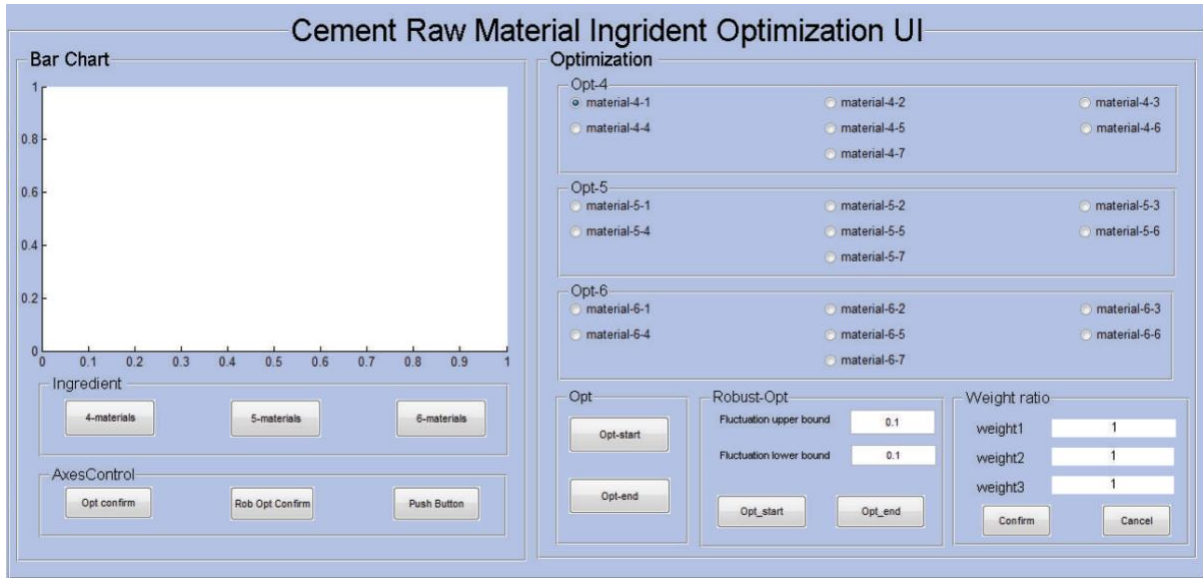 Cement Raw Material Ingrident Optimization UI
Bar Chart
1
0.8
0.6
0.4
0.2
0
0 0.1 0.2 0.3 0.4 0.5 0.6 0.7 0.8 0.9 1
Ingredient
4-materials 5-materials 6-materials
AxesControl
Opt confirm Rob Opt Confirm Push Button
Optimization
Opt-4
material-4-1 material-4-2 material-4-3
material-4-4 material-4-5 material-4-6
material-4-7
Opt-5
material-5-1 material-5-2 material-5-3
material-5-4 material-5-5 material-5-6
material-5-7
Opt-6
material-6-1 material-6-2 material-6-3
material-6-4 material-6-5 material-6-6
material-6-7
Opt
Opt-start
Opt-end
Robust-Opt
Fluctuation upper bound 0.1
Fluctuation lower bound 0.1
Opt_start Opt_end
Weight ratio
weight1 1
weight2 1
weight3 1
Confirm Cancel